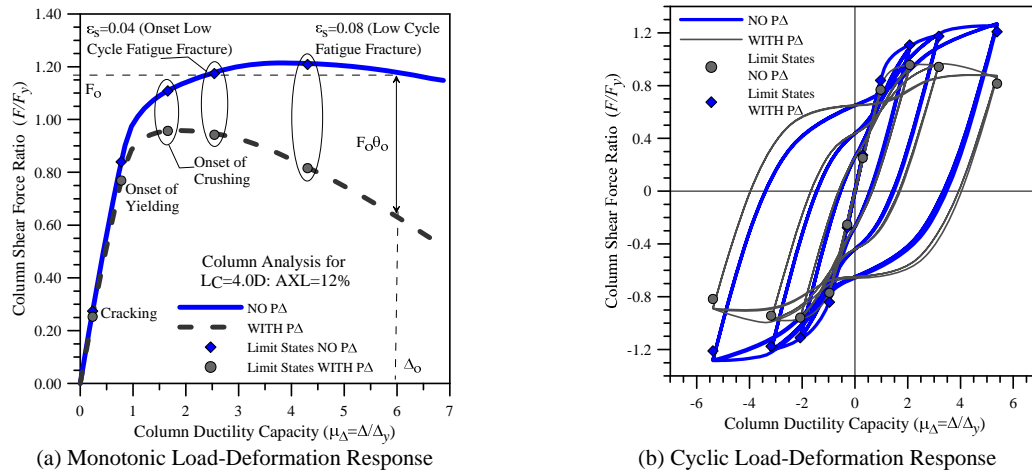 εs=0.04 (Onset Low
Cycle Fatigue Fracture)
εs=0.08 (Low Cycle
Fatigue Fracture)
Fo
Foθo
Onset of
Crushing
Onset of
Yielding
Cracking
Column Analysis for
LC=4.0D: AXL=12%
NO PΔ
WITH PΔ
Limit States NO PΔ
Limit States WITH PΔ
Δo
Column Shear Force Ratio (F/Fy)
1.40
1.20
1.00
0.80
0.60
0.40
0.20
0.00
0 1 2 3 4 5 6 7
Column Ductility Capacity (μΔ=Δ/Δy)
(a) Monotonic Load-Deformation Response
NO PΔ
WITH PΔ
Limit States
NO PΔ
Limit States
WITH PΔ
Column Shear Force Ratio (F/Fy)
1.2
0.8
0.4
0
-0.4
-0.8
-1.2
-6 -4 -2 0 2 4 6
Column Ductility Capacity (μΔ=Δ/Δy)
(b) Cyclic Load-Deformation Response